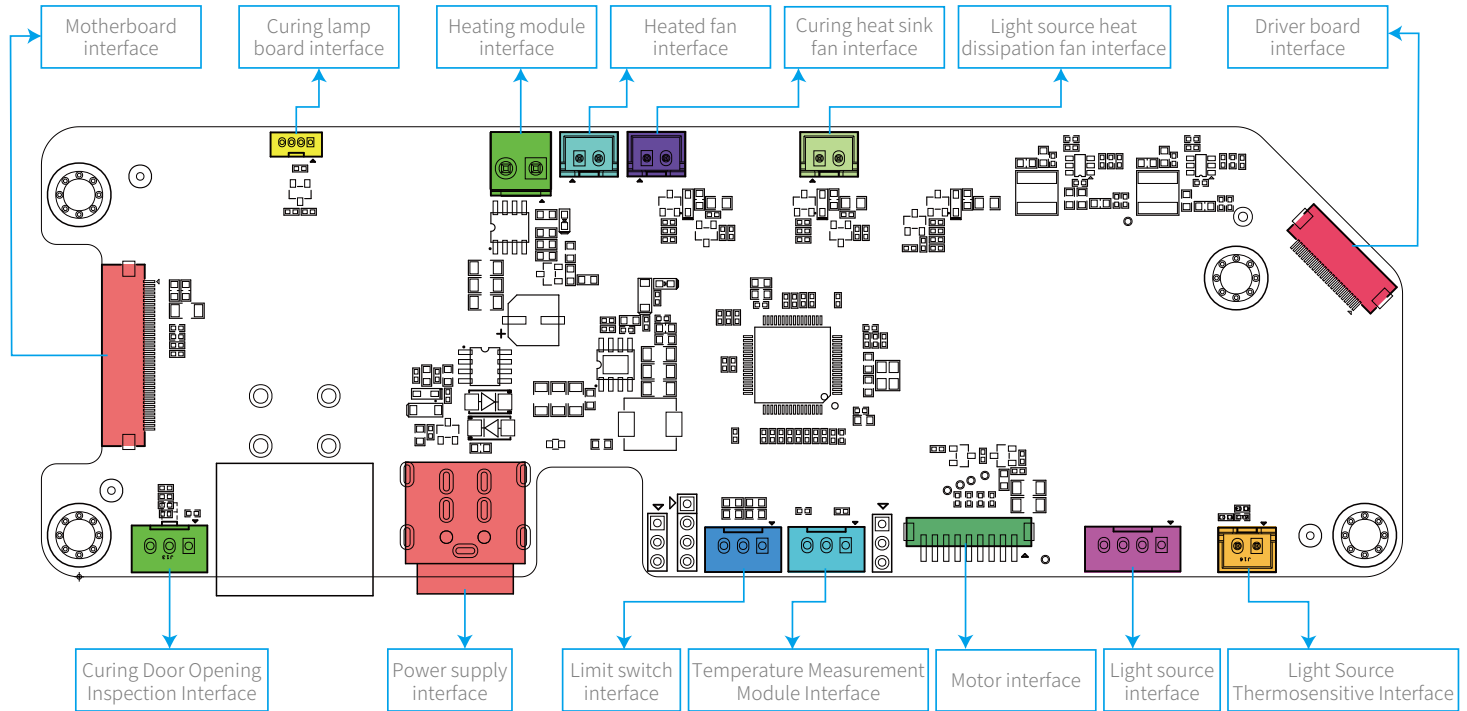 Motherboard
interface
Curing lamp
board interface
Heating module
interface
Heated fan
interface
Curing heat sink
fan interface
Light source heat
dissipation fan interface
Driver board
interface
+
J13
J16
Curing Door Opening
Inspection Interface
Power supply
interface
Limit switch
interface
Temperature Measurement
Module Interface
Motor interface
Light source
interface
Light Source
Thermosensitive Interface